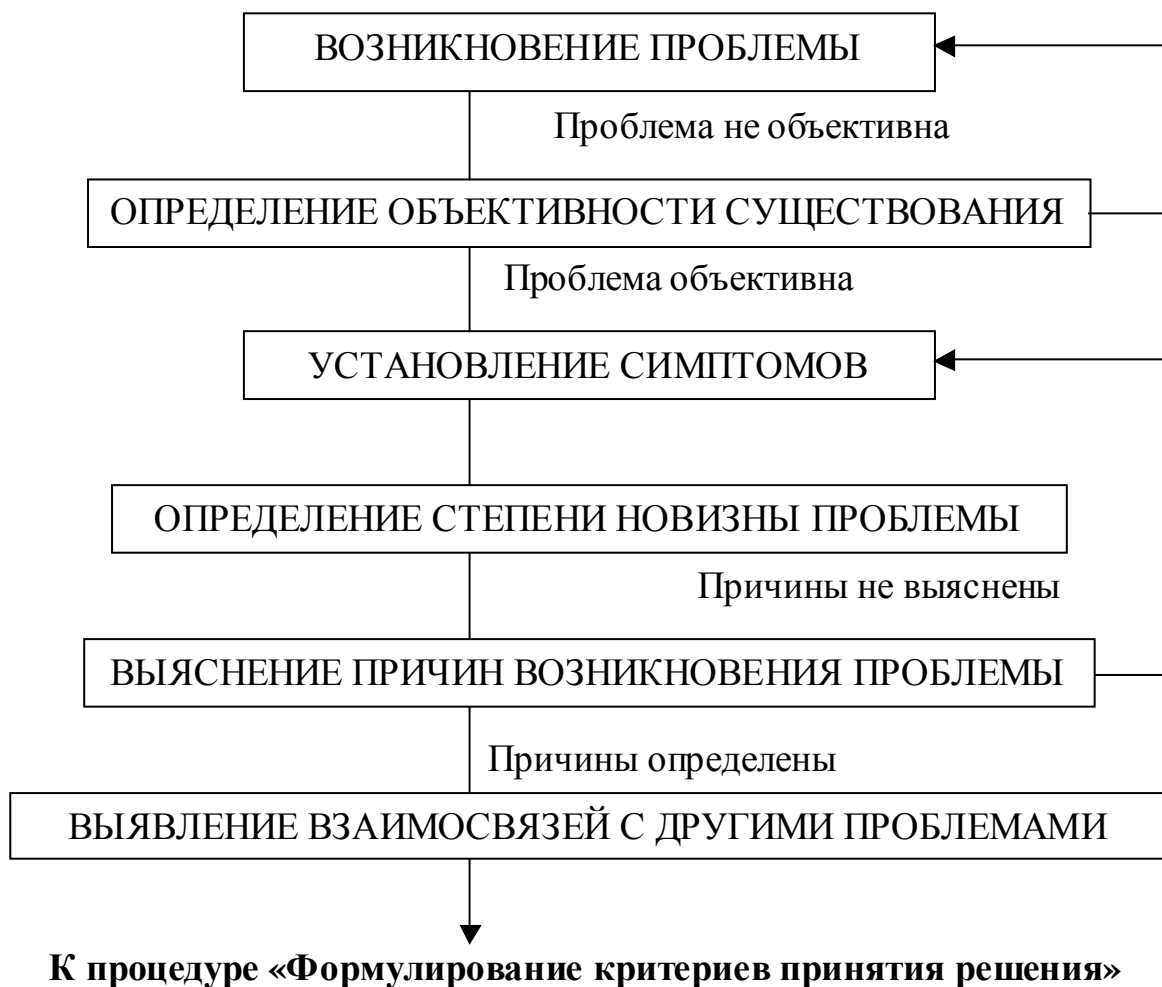 ВОЗНИКНОВЕНИЕ ПРОБЛЕМЫ
Проблема не объективна
ОПРЕДЕЛЕНИЕ ОБЪЕКТИВНОСТИ СУЩЕСТВОВАНИЯ
Проблема объективна
УСТАНОВЛЕНИЕ СИМПТОМОВ
ОПРЕДЕЛЕНИЕ СТЕПЕНИ НОВИЗНЫ ПРОБЛЕМЫ
Причины не выяснены
ВЫЯСНЕНИЕ ПРИЧИН ВОЗНИКНОВЕНИЯ ПРОБЛЕМЫ
Причины определены
ВЫЯВЛЕНИЕ ВЗАИМОСВЯЗЕЙ С ДРУГИМИ ПРОБЛЕМАМИ
К процедуре «Формулирование критериев принятия решения»